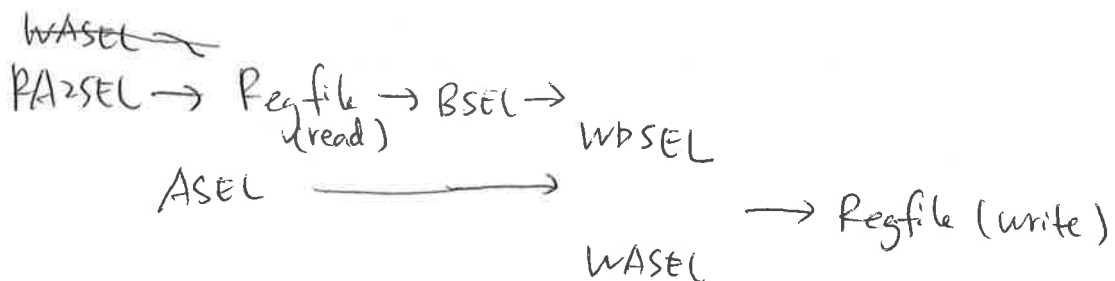 WASEL
RA2SEL → Regfile → BSEL →
(read)
WDSEL
ASEL →
→ Regfile (write)
WASEL